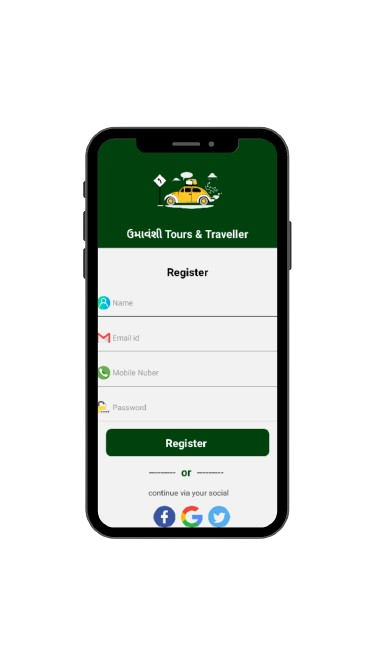 ઉમાવંશી Tours & Traveller
Register
Name
Email id
Mobile Nuber
Password
Register
---------- or ----------
continue via your social